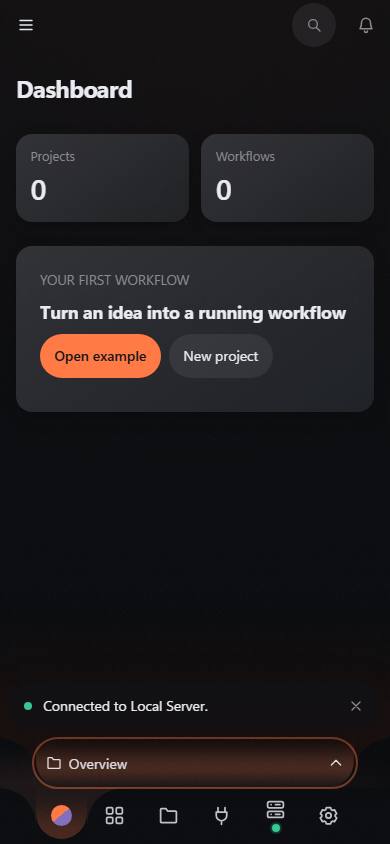 Dashboard
Projects
Workflows
0
0
YOUR FIRST WORKFLOW
Turn an idea into a running workflow
Open example
New project
Connected to Local Server.
Overview